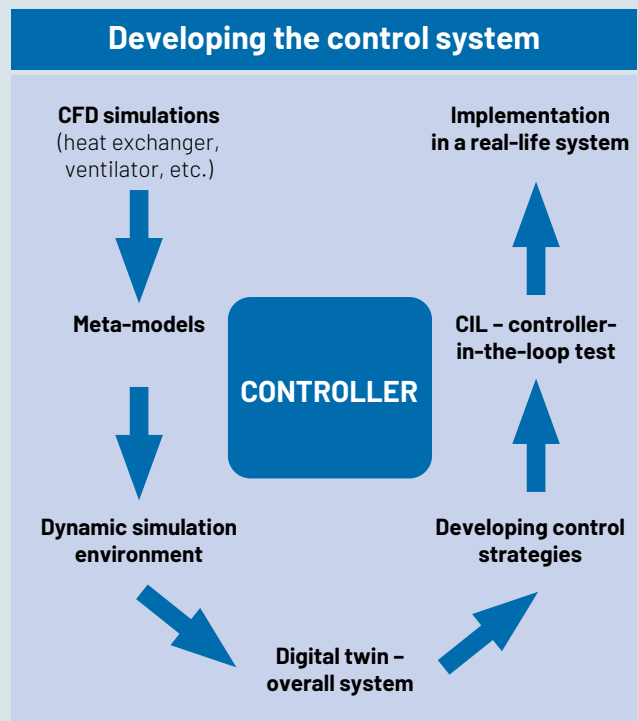 Developing the control system
CFD simulations
(heat exchanger,
ventilator, etc.)
Meta-models
Dynamic simulation
environment
Digital twin –
overall system
Developing control
strategies
CIL – controller-
in-the-loop test
Implementation
in a real-life system
CONTROLLER